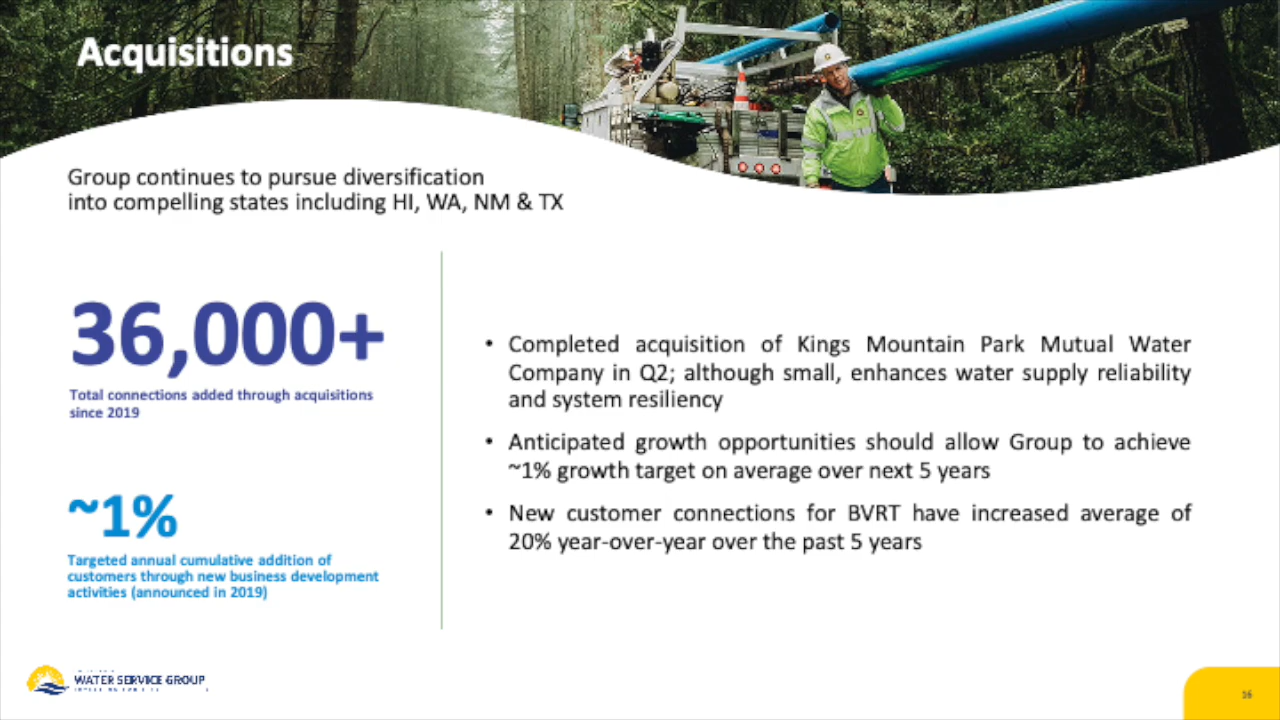 Acquisitions
Group continues to pursue diversification
into compelling states including HI, WA, NM & TX
36,000+
Total connections added through acquisitions
since 2019
~1%
Targeted annual cumulative addition of
customers through new business development
activities (announced in 2019)
• Completed acquisition of Kings Mountain Park Mutual Water
Company in Q2; although small, enhances water supply reliability
and system resiliency
• Anticipated growth opportunities should allow Group to achieve
~1% growth target on average over next 5 years
• New customer connections for BVRT have increased average of
20% year-over-year over the past 5 years
WATER SERVICE GROUP
16